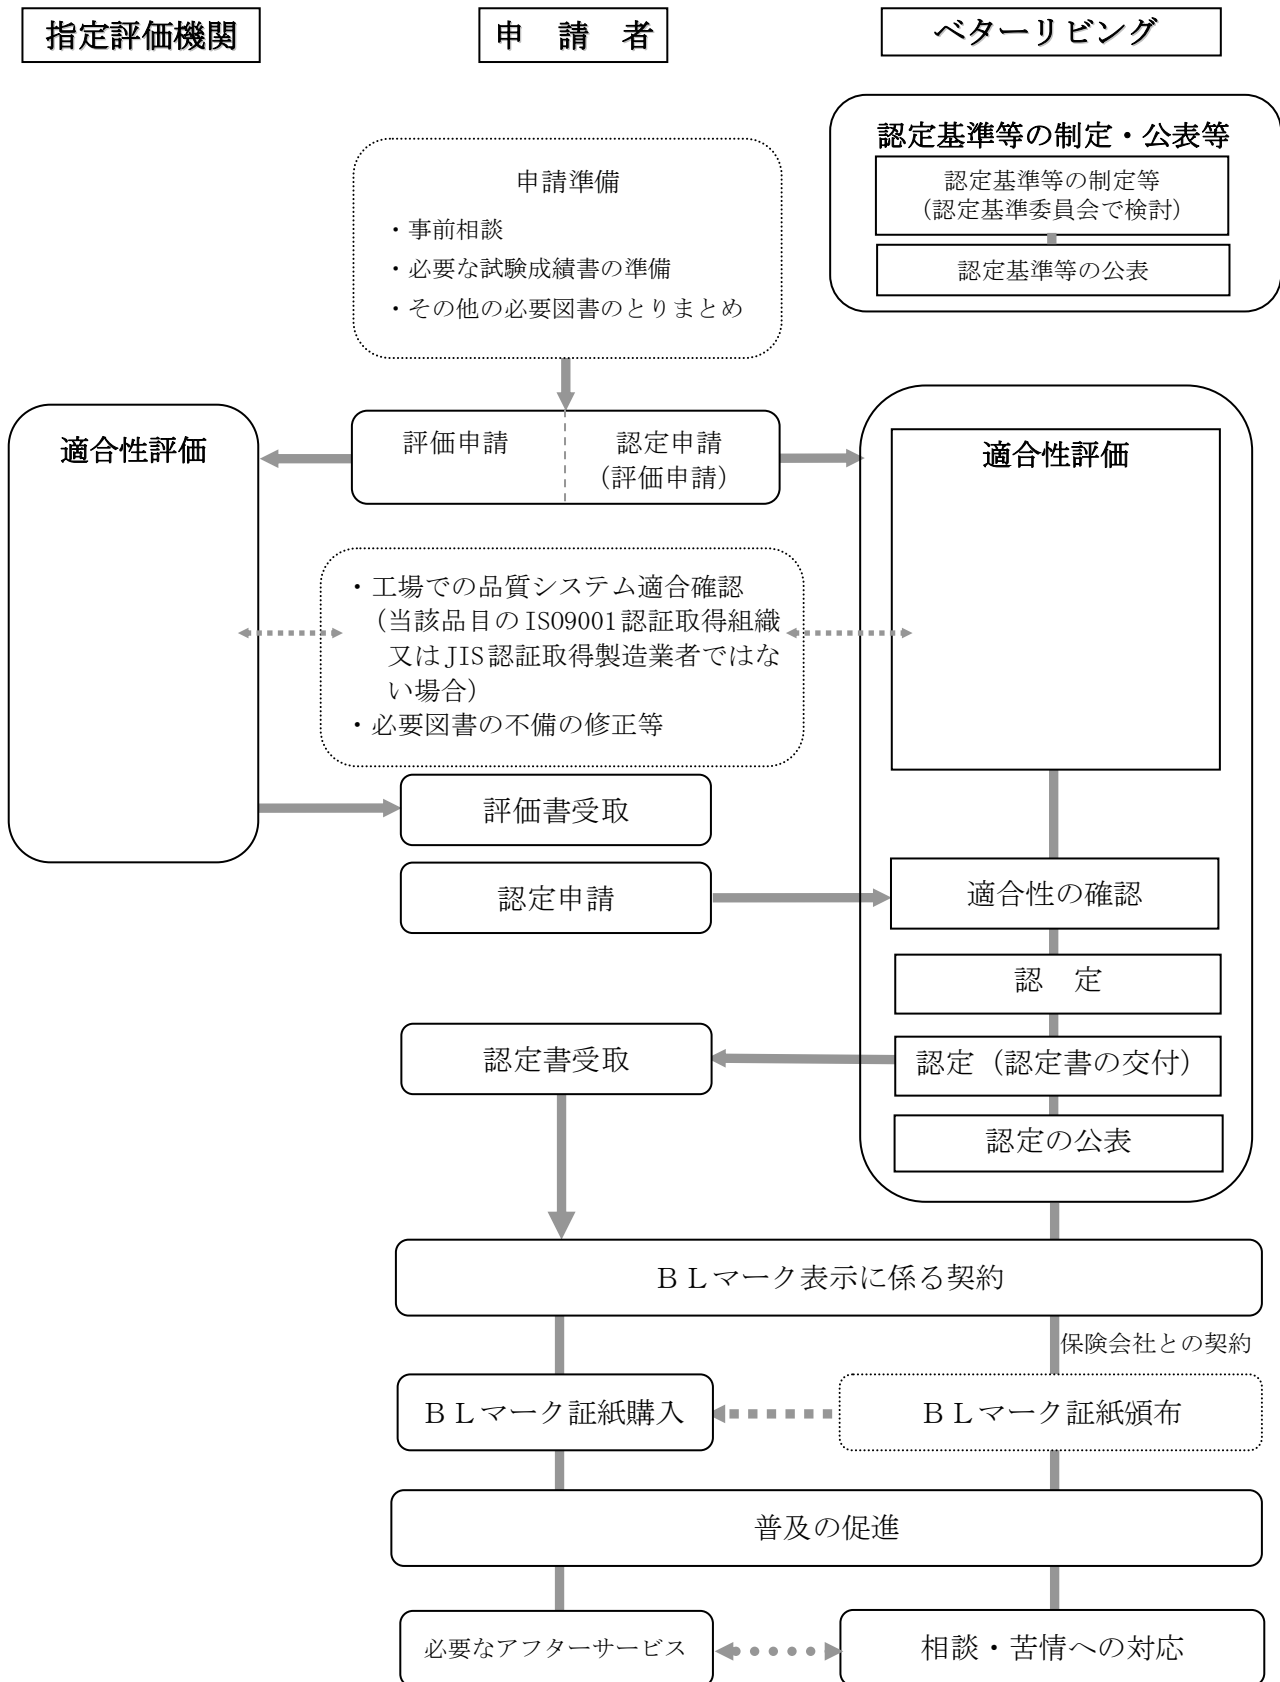 指定評価機関
申　請　者
ベターリビング
認定基準等の制定・公表等
認定基準等の制定等
（認定基準委員会で検討）
認定基準等の公表
申請準備
・事前相談
・必要な試験成績書の準備
・その他の必要図書のとりまとめ
適合性評価
評価申請
認定申請
（評価申請）
適合性評価
・工場での品質システム適合確認
（当該品目の ISO9001 認証取得組織
又は JIS 認証取得製造業者ではな
い場合）
・必要図書の不備の修正等
評価書受取
認定申請
適合性の確認
認　定
認定書受取
認定（認定書の交付）
認定の公表
ＢＬマーク表示に係る契約
保険会社との契約
ＢＬマーク証紙購入
ＢＬマーク証紙頒布
普及の促進
必要なアフターサービス
相談・苦情への対応